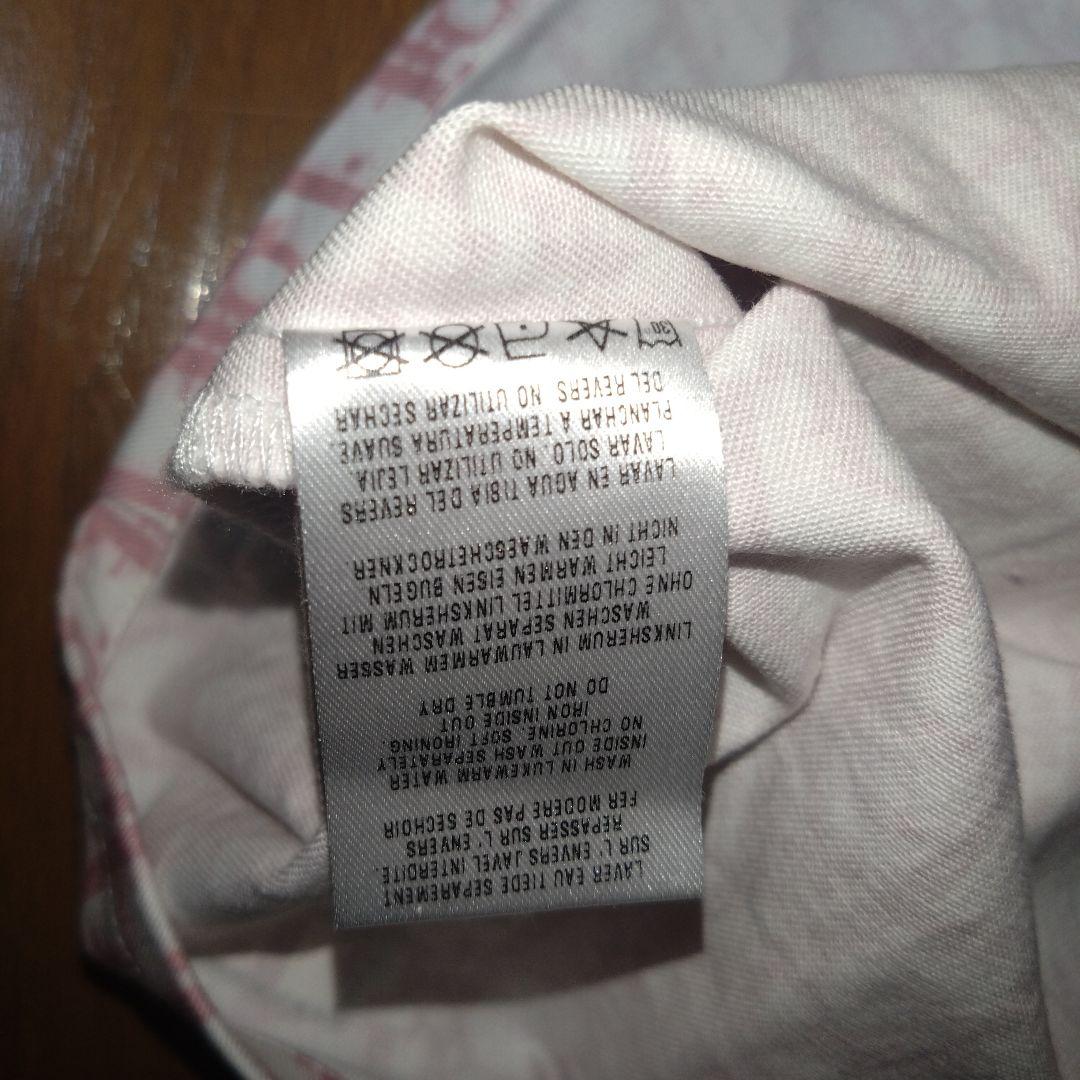 LAVER EAU TIEDE SEPAREMENT
SUR L' ENVERS JAVEL INTERDITE.
REPASSER SUR L' ENVERS
FER MODERE PAS DE SECHOIR
WASH IN LUKEWARM WATER
INSIDE OUT WASH SEPARATELY
NO CHLORINE. SOFT IRONING.
IRON INSIDE OUT
DO NOT TUMBLE DRY
LINKSHERUM IN LAUWARMEM WASSER
WASCHEN SEPARAT WASCHEN
OHNE CHLORMITTEL LINKSHERUM MIT
LEICHT WARMEN EISEN BUGELN
NICHT IN DEN WAESCHETROCKNER
LAVAR EN AGUA TIBIA DEL REVERS
LAVAR SOLO. NO UTILIZAR LEJIA.
PLANCHAR A TEMPERATURA SUAVE.
DEL REVERS NO UTILIZAR SECHAR
30°